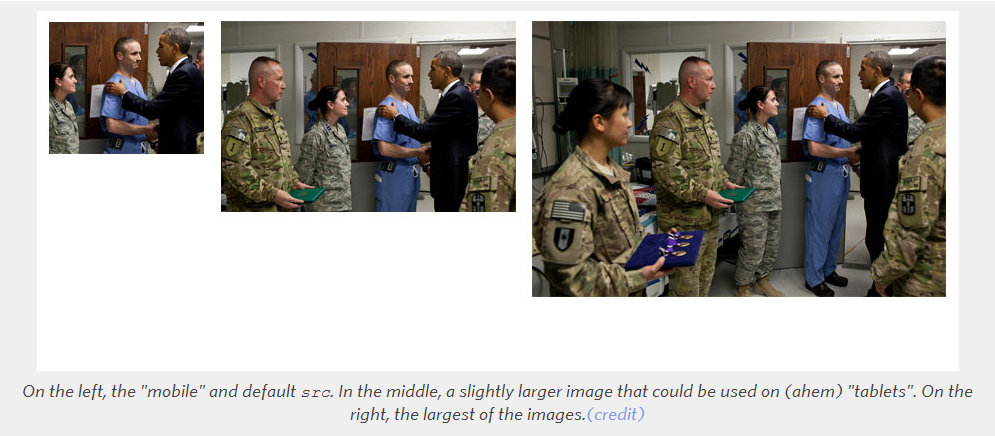 On the left, the "mobile" and default src. In the middle, a slightly larger image that could be used on (ahem) "tablets". On the
right, the largest of the images.(credit)